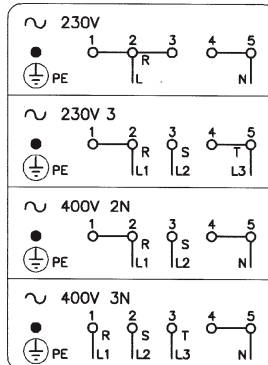 ∼ 230V
1 2 3 4 5
R
PE L N
∼ 230V 3
1 2 3 4 5
R S T
PE L1 L2 L3
∼ 400V 2N
1 2 3 4 5
R S
PE L1 L2 N
∼ 400V 3N
1 2 3 4 5
R S T
PE L1 L2 L3 N